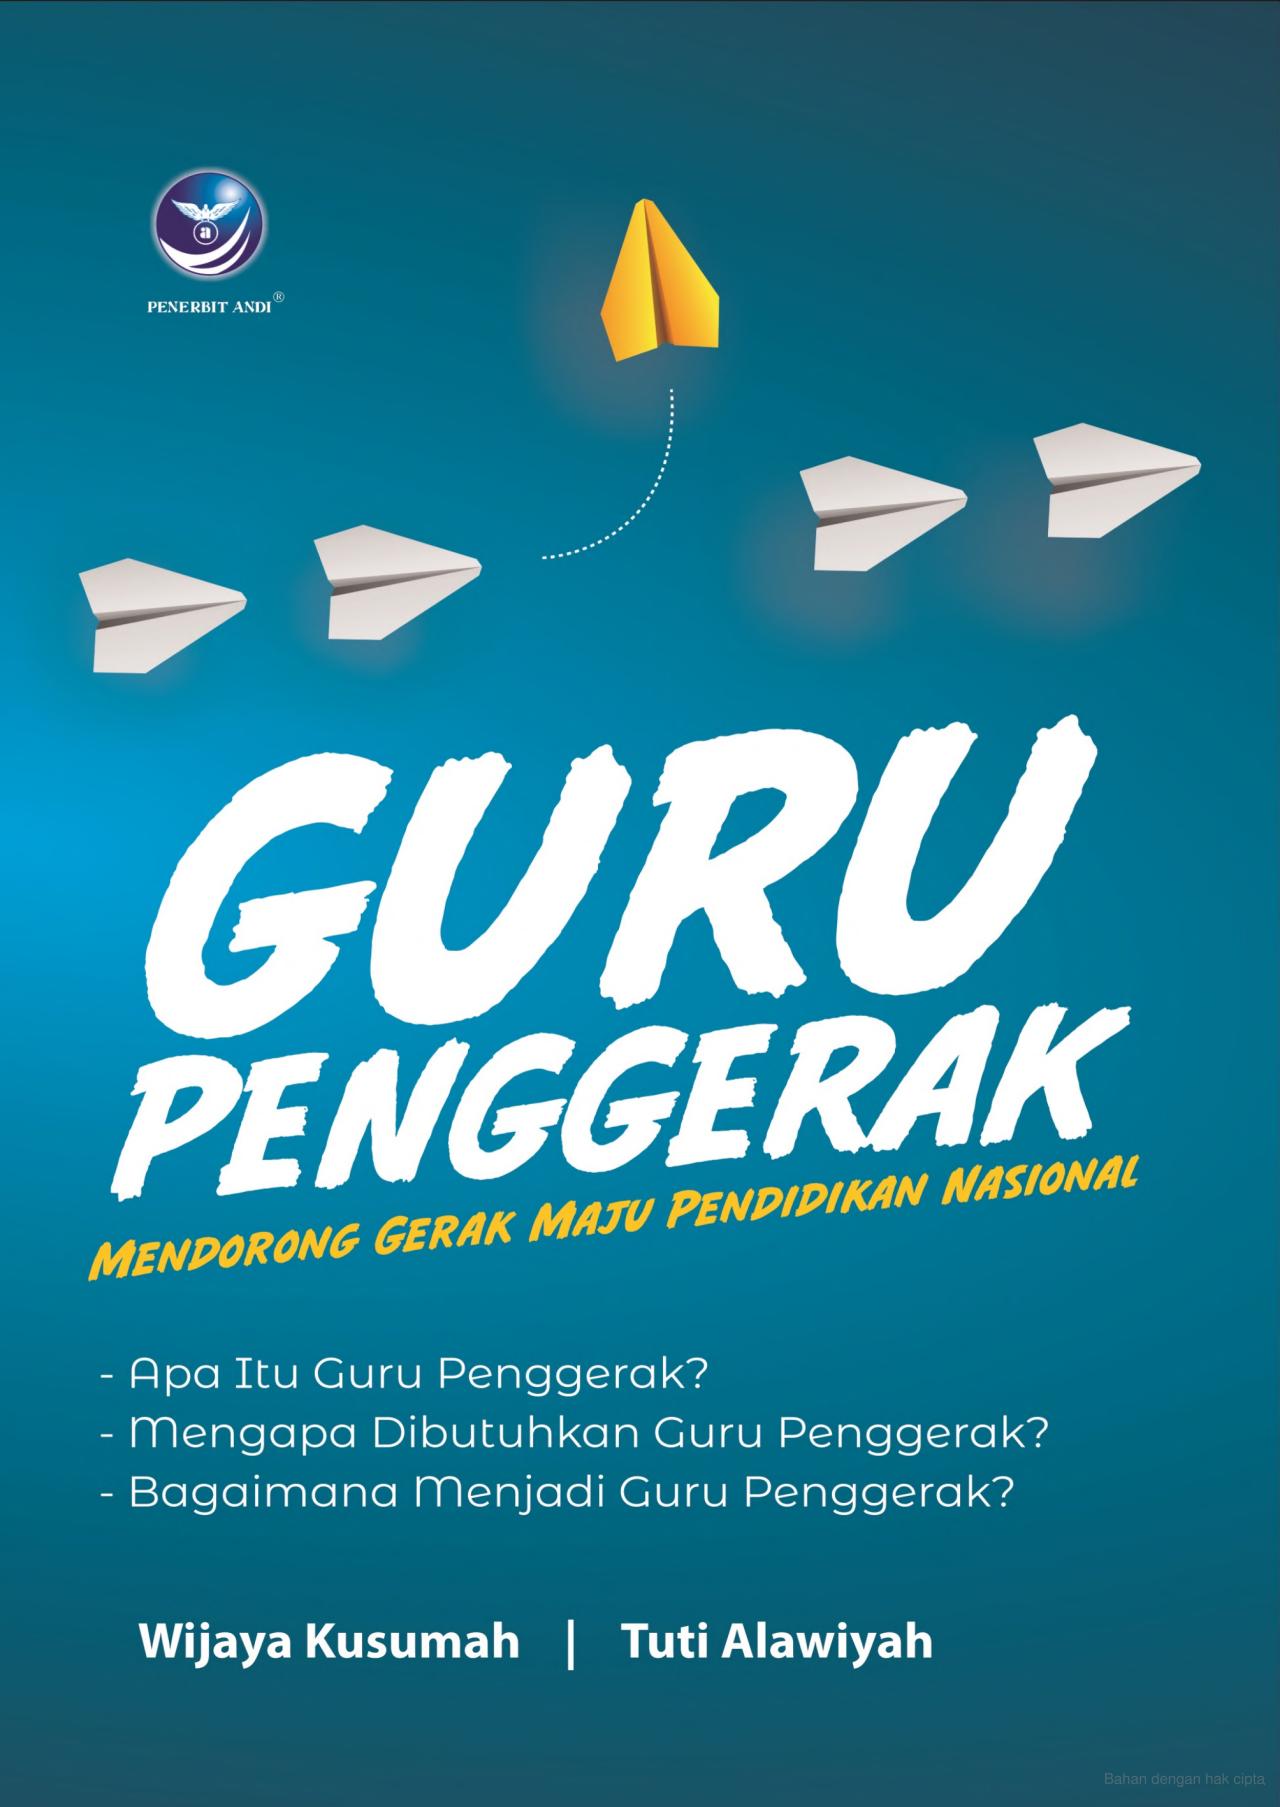 a
PENERBIT ANDI®
GURU
PENGGERAK
MENDORONG GERAK MAJU PENDIDIKAN NASIONAL
- Apa Itu Guru Penggerak?
- Mengapa Dibutuhkan Guru Penggerak?
- Bagaimana Menjadi Guru Penggerak?
Wijaya Kusumah | Tuti Alawiyah
Bahan dengan hak cipta